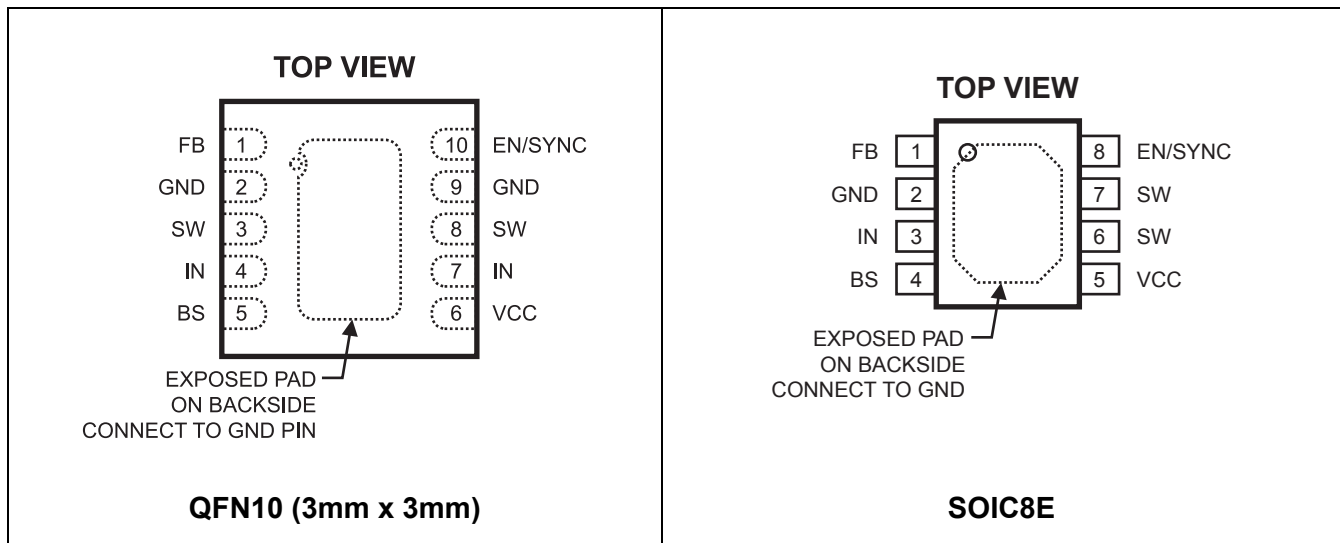 TOP VIEW
FB 1 10 EN/SYNC
GND 2 9 GND
SW 3 8 SW
IN 4 7 IN
BS 5 6 VCC
EXPOSED PAD
ON BACKSIDE
CONNECT TO GND PIN
QFN10 (3mm x 3mm)
TOP VIEW
FB 1 8 EN/SYNC
GND 2 7 SW
IN 3 6 SW
BS 4 5 VCC
EXPOSED PAD
ON BACKSIDE
CONNECT TO GND
SOIC8E